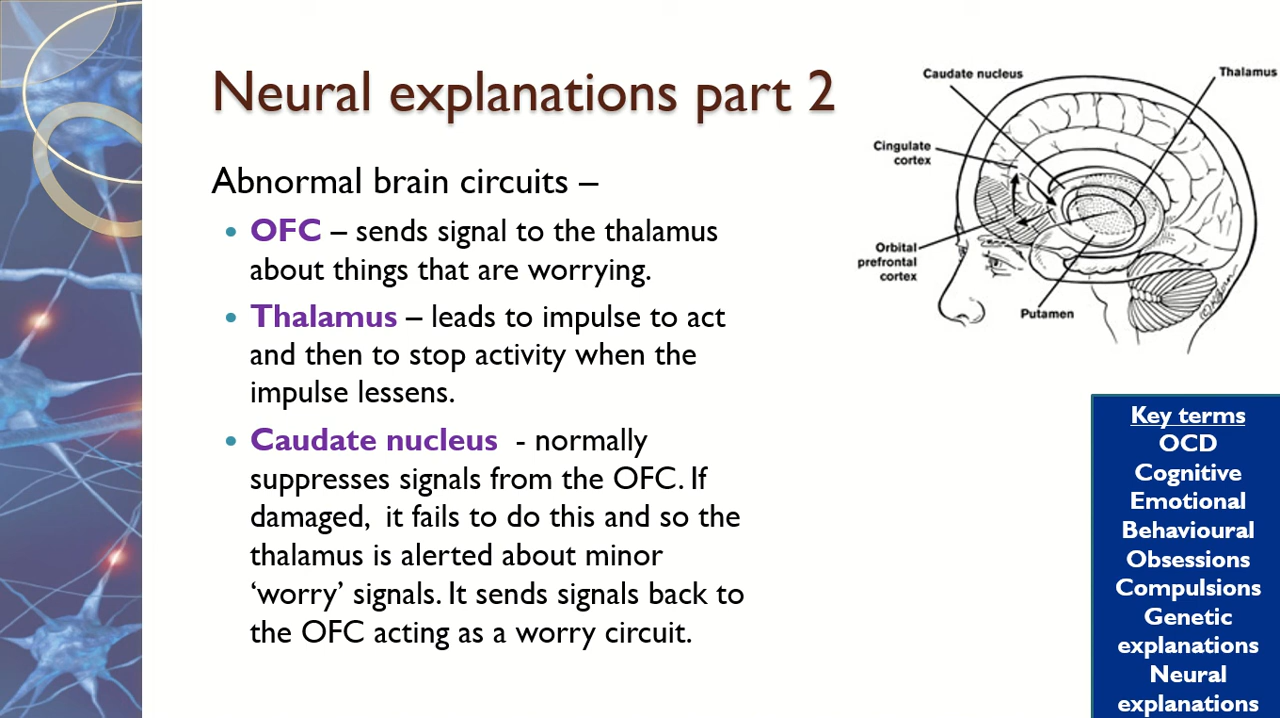 Neural explanations part 2
Abnormal brain circuits –
• OFC – sends signal to the thalamus
about things that are worrying.
• Thalamus – leads to impulse to act
and then to stop activity when the
impulse lessens.
• Caudate nucleus - normally
suppresses signals from the OFC. If
damaged, it fails to do this and so the
thalamus is alerted about minor
‘worry’ signals. It sends signals back to
the OFC acting as a worry circuit.
Caudate nucleus
Thalamus
Cingulate
cortex
Orbital
prefrontal
cortex
Putamen
Key terms
OCD
Cognitive
Emotional
Behavioural
Obsessions
Compulsions
Genetic
explanations
Neural
explanations